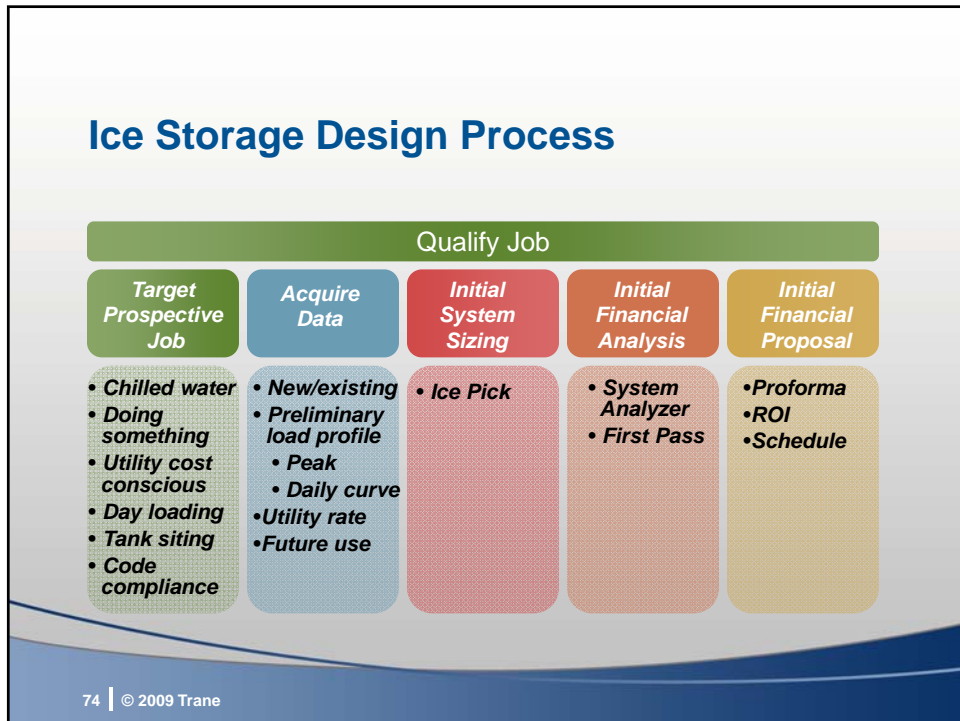 Ice Storage Design Process
Qualify Job
Target
Prospective
Job
• Chilled water
• Doing
something
• Utility cost
conscious
• Day loading
• Tank siting
• Code
compliance
Acquire
Data
• New/existing
• Preliminary
load profile
• Peak
• Daily curve
•Utility rate
•Future use
Initial
System
Sizing
• Ice Pick
Initial
Financial
Analysis
• System
Analyzer
• First Pass
Initial
Financial
Proposal
•Proforma
•ROI
•Schedule
74 | © 2009 Trane